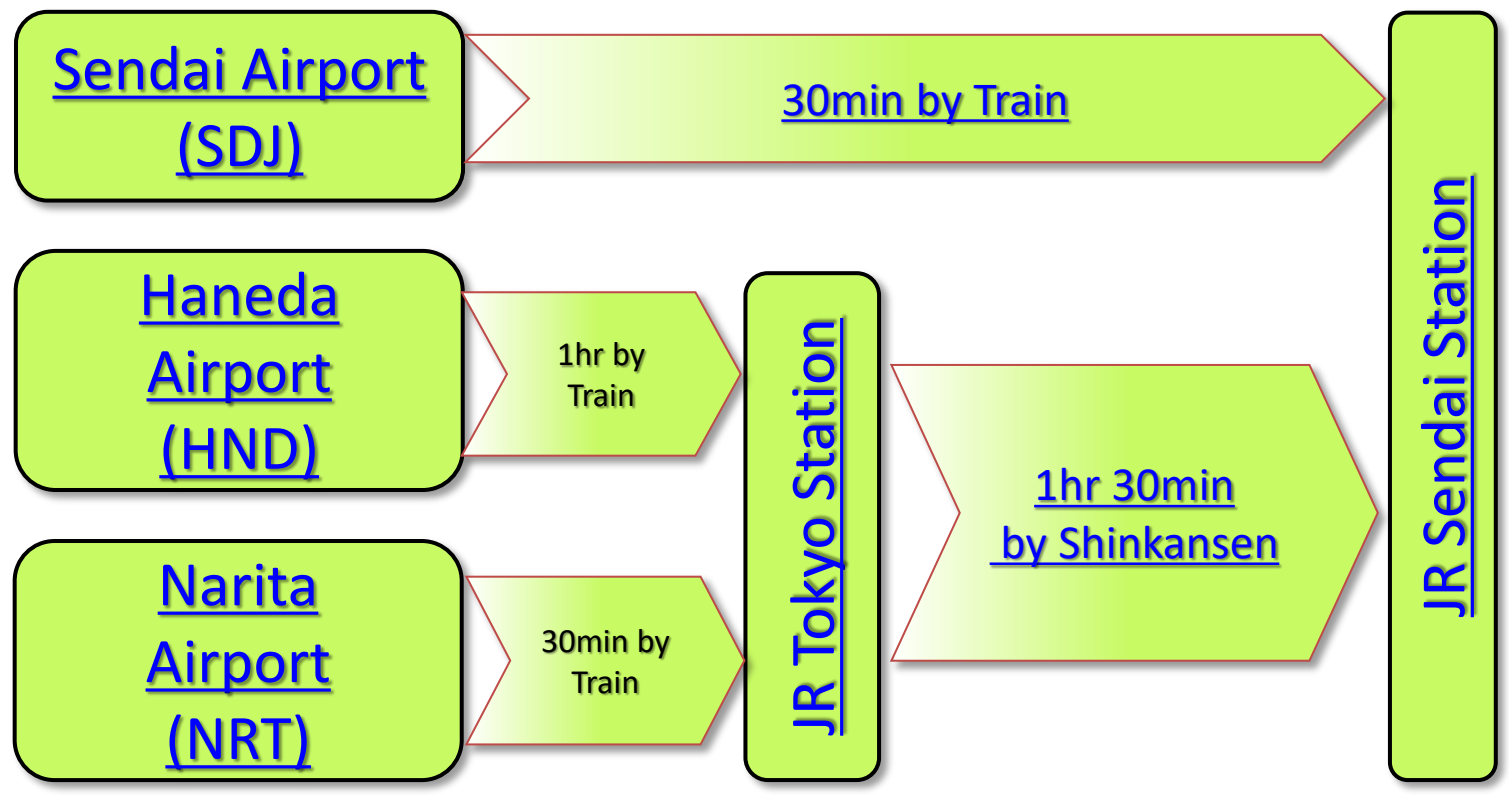 Sendai Airport
(SDJ)
30min by Train
Haneda
Airport
(HND)
1hr by
Train
Narita
Airport
(NRT)
30min by
Train
JR Tokyo Station
1hr 30min
by Shinkansen
JR Sendai Station